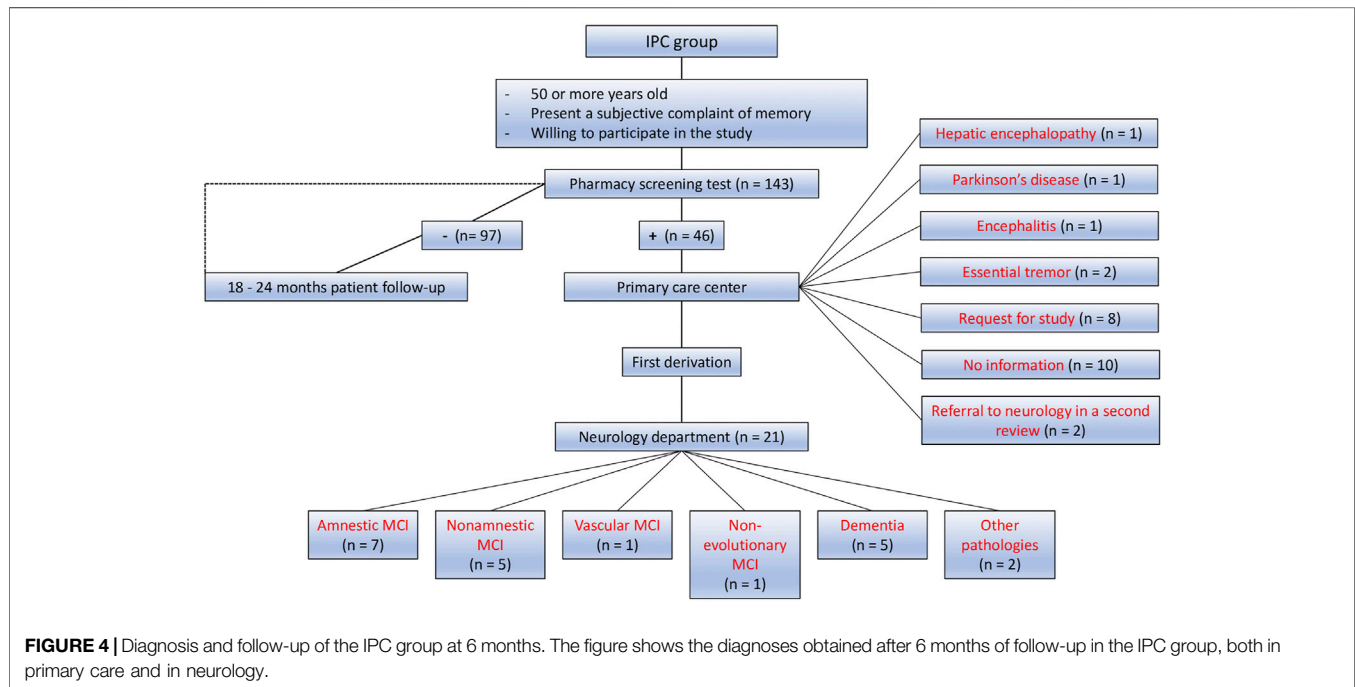 IPC group
- 50 or more years old
- Present a subjective complaint of memory
- Willing to participate in the study
Pharmacy screening test (n = 143)
- (n= 97)
+ (n = 46)
18 - 24 months patient follow-up
Primary care center
Hepatic encephalopathy (n = 1)
Parkinson's disease (n = 1)
Encephalitis (n = 1)
Essential tremor (n = 2)
Request for study (n = 8)
No information (n = 10)
Referral to neurology in a second
review (n = 2)
First derivation
Neurology department (n = 21)
Amnestic MCI
(n = 7)
Nonamnestic
MCI
(n = 5)
Vascular MCI
(n = 1)
Non-
evolutionary
MCI
(n = 1)
Dementia
(n = 5)
Other
pathologies
(n = 2)
FIGURE 4 | Diagnosis and follow-up of the IPC group at 6 months. The figure shows the diagnoses obtained after 6 months of follow-up in the IPC group, both in
primary care and in neurology.